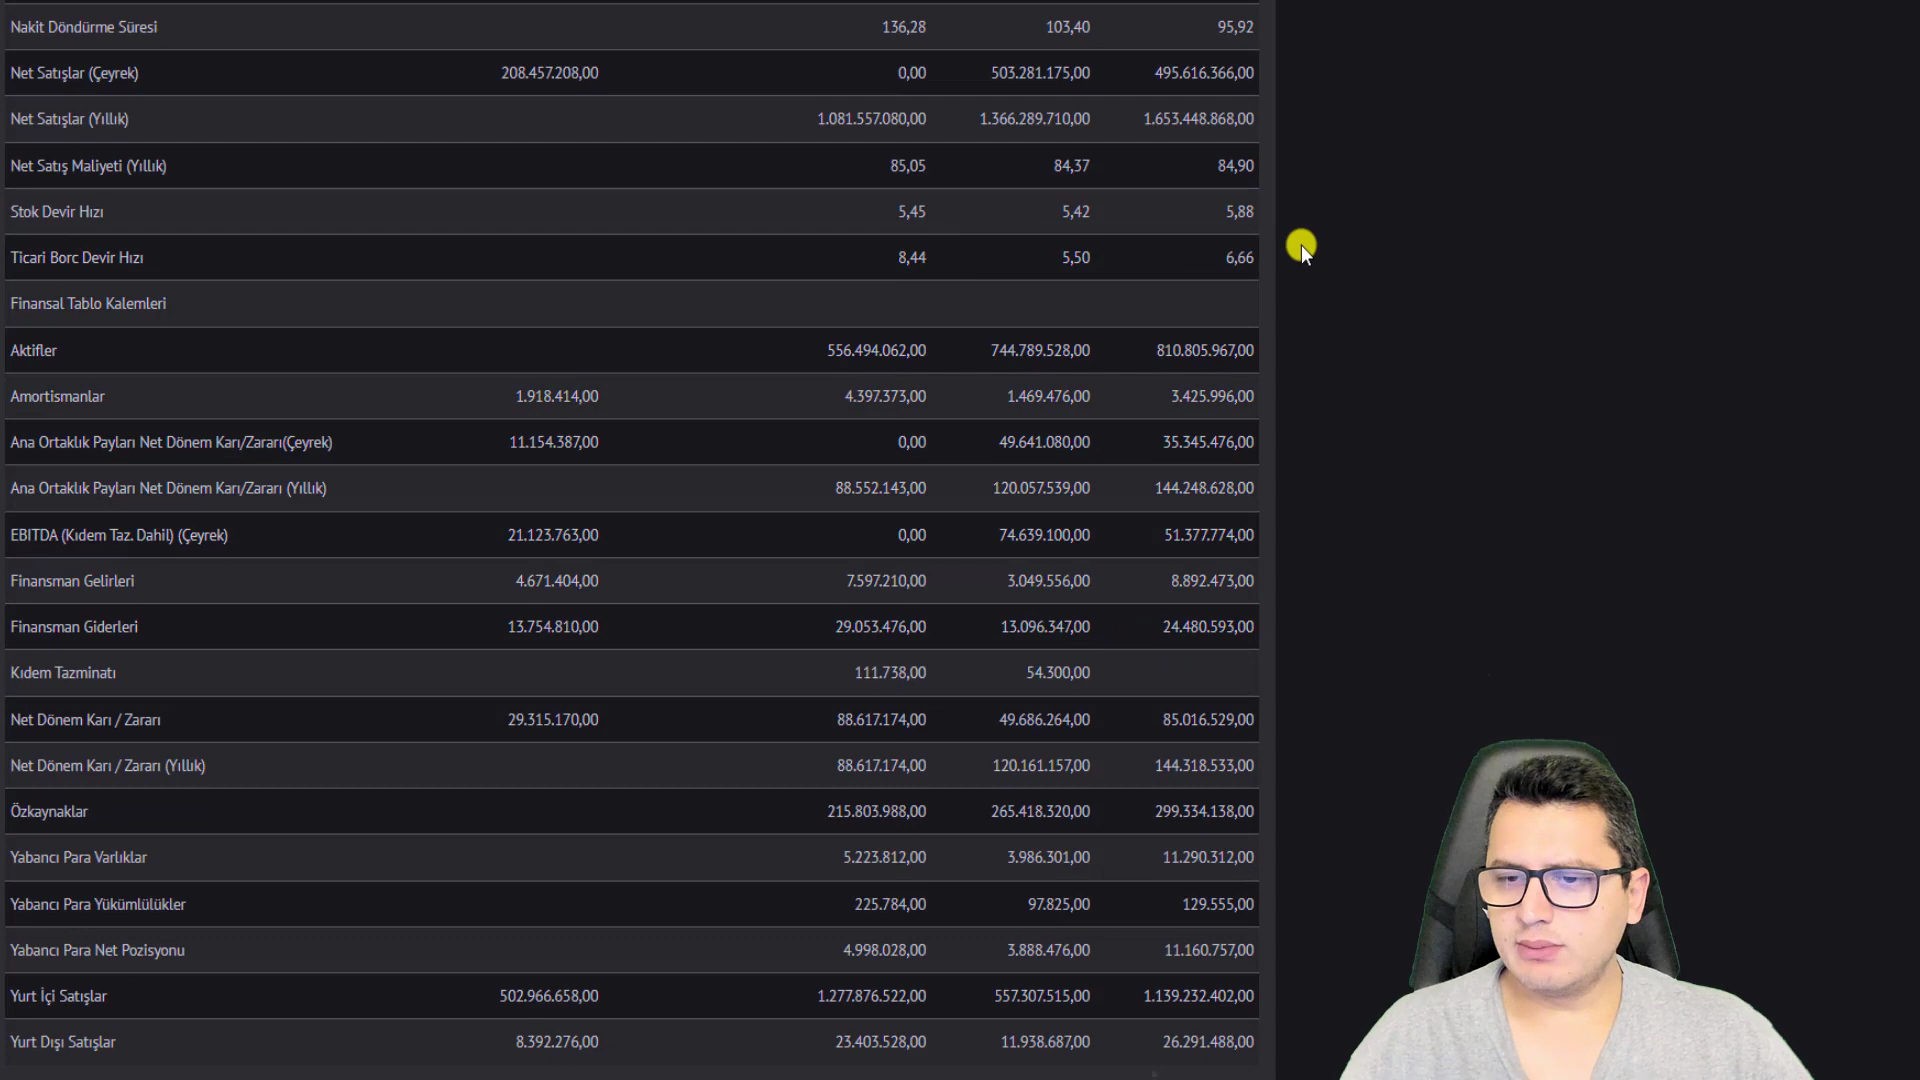 Nakit Döndürme Süresi 136,28 103,40 95,92
Net Satışlar (Çeyrek) 208.457.208,00 0,00 503.281.175,00 495.616.366,00
Net Satışlar (Yıllık) 1.081.557.080,00 1.366.289.710,00 1.653.448.868,00
Net Satış Maliyeti (Yıllık) 85,05 84,37 84,90
Stok Devir Hızı 5,45 5,42 5,88
Ticari Borc Devir Hızı 8,44 5,50 6,66
Finansal Tablo Kalemleri
Aktifler 556.494.062,00 744.789.528,00 810.805.967,00
Amortismanlar 1.918.414,00 4.397.373,00 1.469.476,00 3.425.996,00
Ana Ortaklık Payları Net Dönem Karı/Zararı(Çeyrek) 11.154.387,00 0,00 49.641.080,00 35.345.476,00
Ana Ortaklık Payları Net Dönem Karı/Zararı (Yıllık) 88.552.143,00 120.057.539,00 144.248.628,00
EBITDA (Kıdem Taz. Dahil) (Çeyrek) 21.123.763,00 0,00 74.639.100,00 51.377.774,00
Finansman Gelirleri 4.671.404,00 7.597.210,00 3.049.556,00 8.892.473,00
Finansman Giderleri 13.754.810,00 29.053.476,00 13.096.347,00 24.480.593,00
Kıdem Tazminatı 111.738,00 54.300,00
Net Dönem Karı / Zararı 29.315.170,00 88.617.174,00 49.686.264,00 85.016.529,00
Net Dönem Karı / Zararı (Yıllık) 88.617.174,00 120.161.157,00 144.318.533,00
Özkaynaklar 215.803.988,00 265.418.320,00 299.334.138,00
Yabancı Para Varlıklar 5.223.812,00 3.986.301,00 11.290.312,00
Yabancı Para Yükümlülükler 225.784,00 97.825,00 129.555,00
Yabancı Para Net Pozisyonu 4.998.028,00 3.888.476,00 11.160.757,00
Yurt İçi Satışlar 502.966.658,00 1.277.876.522,00 557.307.515,00 1.139.232.402,00
Yurt Dışı Satışlar 8.392.276,00 23.403.528,00 11.938.687,00 26.291.488,00